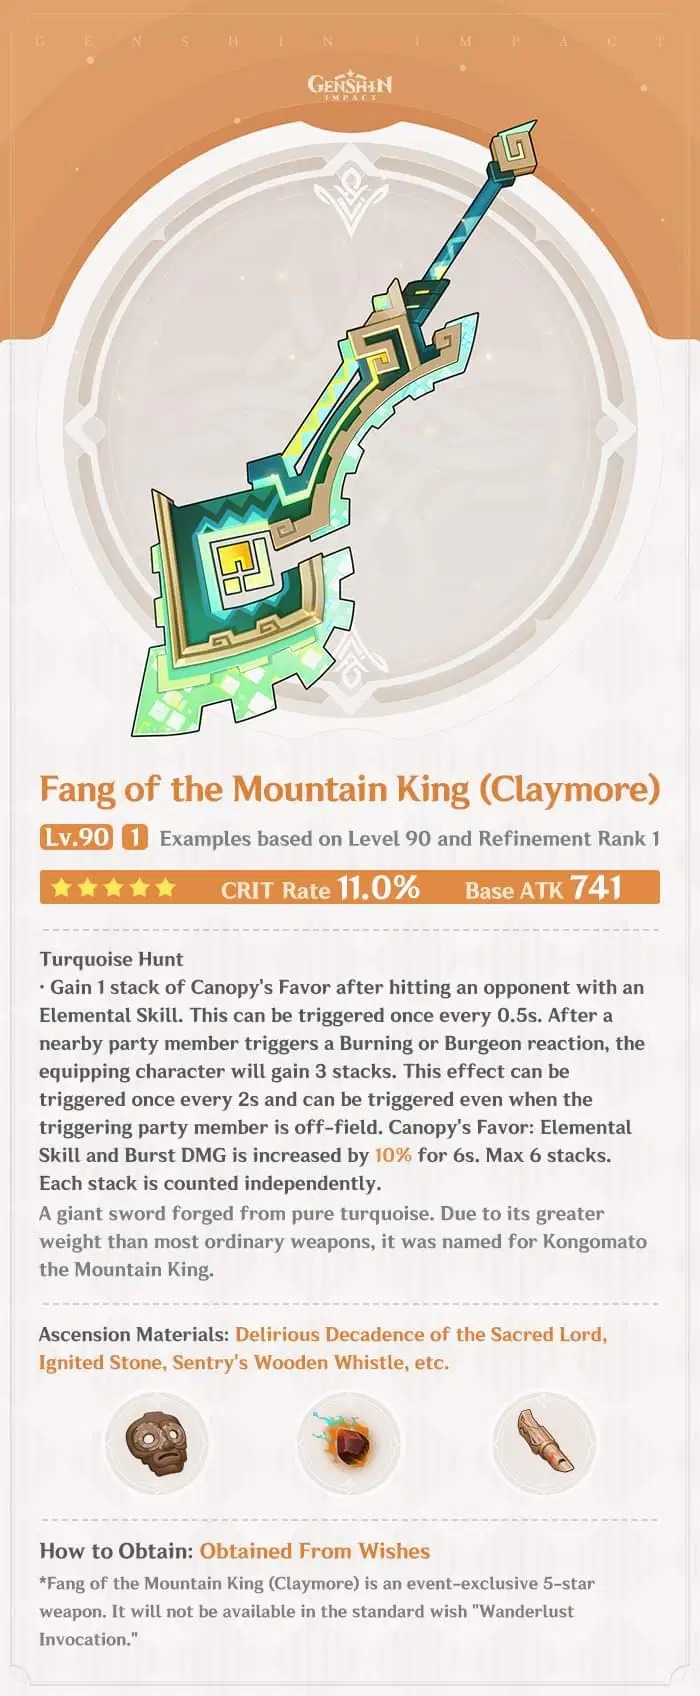 GENSHIN IMPACT
GENSHIN
IMPACT
Fang of the Mountain King (Claymore)
Lv.90 1 Examples based on Level 90 and Refinement Rank 1
CRIT Rate 11.0% Base ATK 741
Turquoise Hunt
· Gain 1 stack of Canopy's Favor after hitting an opponent with an
Elemental Skill. This can be triggered once every 0.5s. After a
nearby party member triggers a Burning or Burgeon reaction, the
equipping character will gain 3 stacks. This effect can be
triggered once every 2s and can be triggered even when the
triggering party member is off-field. Canopy's Favor: Elemental
Skill and Burst DMG is increased by 10% for 6s. Max 6 stacks.
Each stack is counted independently.
A giant sword forged from pure turquoise. Due to its greater
weight than most ordinary weapons, it was named for Kongomato
the Mountain King.
Ascension Materials: Delirious Decadence of the Sacred Lord,
Ignited Stone, Sentry's Wooden Whistle, etc.
How to Obtain: Obtained From Wishes
*Fang of the Mountain King (Claymore) is an event-exclusive 5-star
weapon. It will not be available in the standard wish "Wanderlust
Invocation."